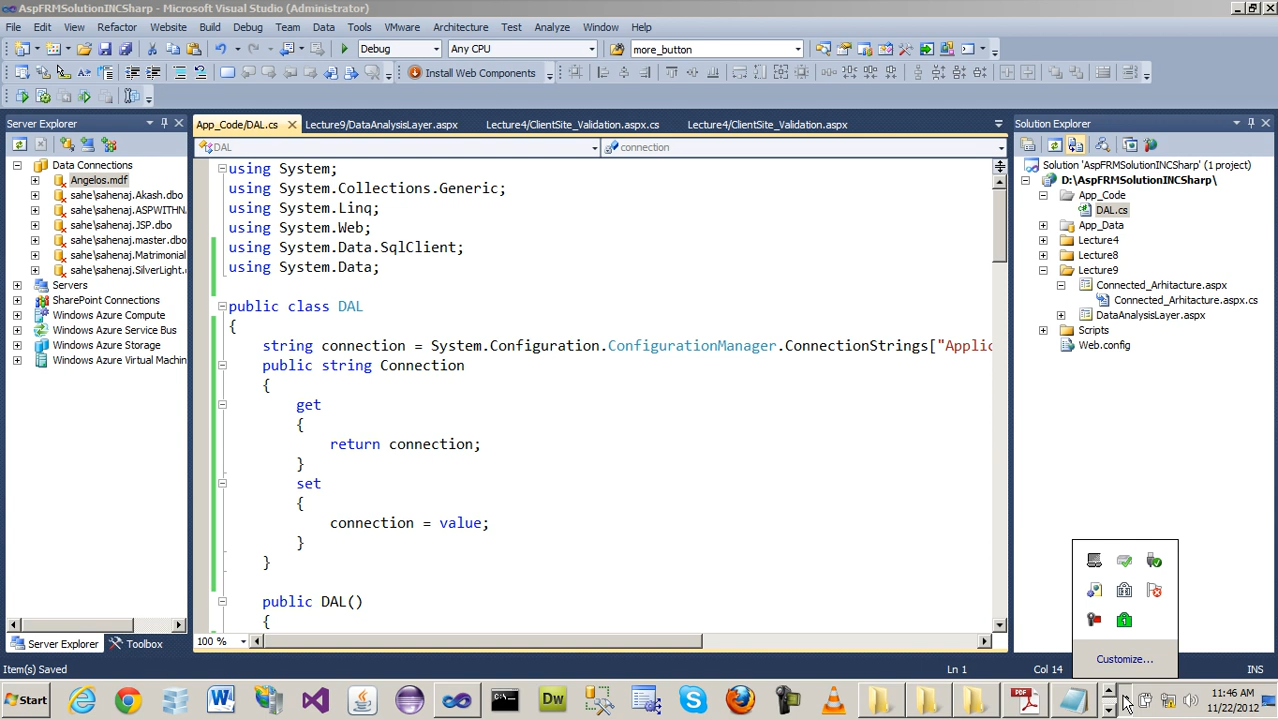 AspFRMSolutionINCSharp - Microsoft Visual Studio (Administrator)
File Edit View Refactor Website Build Debug Team Data Tools VMware Architecture Test Analyze Window Help
Debug Any CPU more_button
Install Web Components
Server Explorer
Data Connections
Angelos.mdf
sahe\sahenaj.Akash.dbo
sahe\sahenaj.ASPWITHN
sahe\sahenaj.JSP.dbo
sahe\sahenaj.master.dbo
sahe\sahenaj.Matrimonial
sahe\sahenaj.SilverLight.
Servers
SharePoint Connections
Windows Azure Compute
Windows Azure Service Bus
Windows Azure Storage
Windows Azure Virtual Machin
Server Explorer Toolbox
App_Code/DAL.cs Lecture9/DataAnalysisLayer.aspx Lecture4/ClientSite_Validation.aspx.cs Lecture4/ClientSite_Validation.aspx
DAL connection
using System;
using System.Collections.Generic;
using System.Linq;
using System.Web;
using System.Data.SqlClient;
using System.Data;
public class DAL
{
string connection = System.Configuration.ConfigurationManager.ConnectionStrings["Applic
public string Connection
{
get
{
return connection;
}
set
{
connection = value;
}
}
public DAL()
{
100 %
Solution Explorer
Solution 'AspFRMSolutionINCSharp' (1 project)
D:\AspFRMSolutionINCSharp\
App_Code
DAL.cs
App_Data
Lecture4
Lecture8
Lecture9
Connected_Arhitacture.aspx
Connected_Arhitacture.aspx.cs
DataAnalysisLayer.aspx
Scripts
Web.config
Customize...
Item(s) Saved Ln 1 Col 14 INS
Start 11:46 AM
11/22/2012